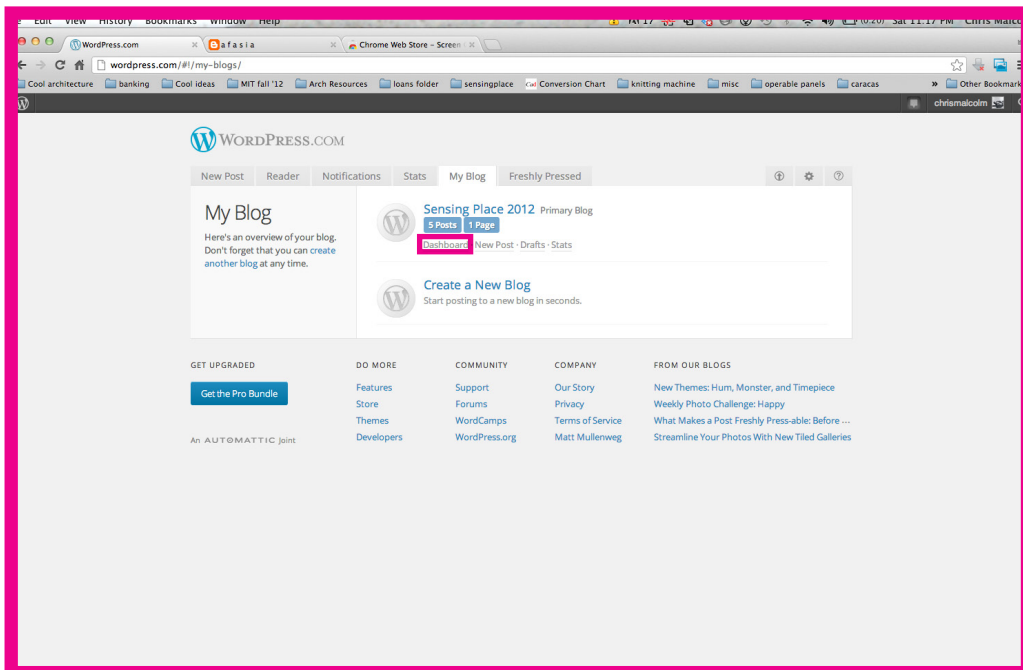 Edit View History Bookmarks Window Help Sat 11:17 PM Chris Malco
WordPress.com × afasia × Chrome Web Store - Screen ×
wordpress.com/#!/my-blogs/
Cool architecture banking Cool ideas MIT fall '12 Arch Resources loans folder sensingplace Conversion Chart knitting machine misc operable panels caracas » Other Bookmark
chrismalcolm
WORDPRESS.COM
New Post Reader Notifications Stats My Blog Freshly Pressed
My Blog
Here's an overview of your blog.
Don't forget that you can create
another blog at any time.
Sensing Place 2012 Primary Blog
5 Posts 1 Page
Dashboard New Post · Drafts · Stats
Create a New Blog
Start posting to a new blog in seconds.
GET UPGRADED
Get the Pro Bundle
An AUTOMATTIC Joint
DO MORE
Features
Store
Themes
Developers
COMMUNITY
Support
Forums
WordCamps
WordPress.org
COMPANY
Our Story
Privacy
Terms of Service
Matt Mullenweg
FROM OUR BLOGS
New Themes: Hum, Monster, and Timepiece
Weekly Photo Challenge: Happy
What Makes a Post Freshly Press-able: Before ...
Streamline Your Photos With New Tiled Galleries